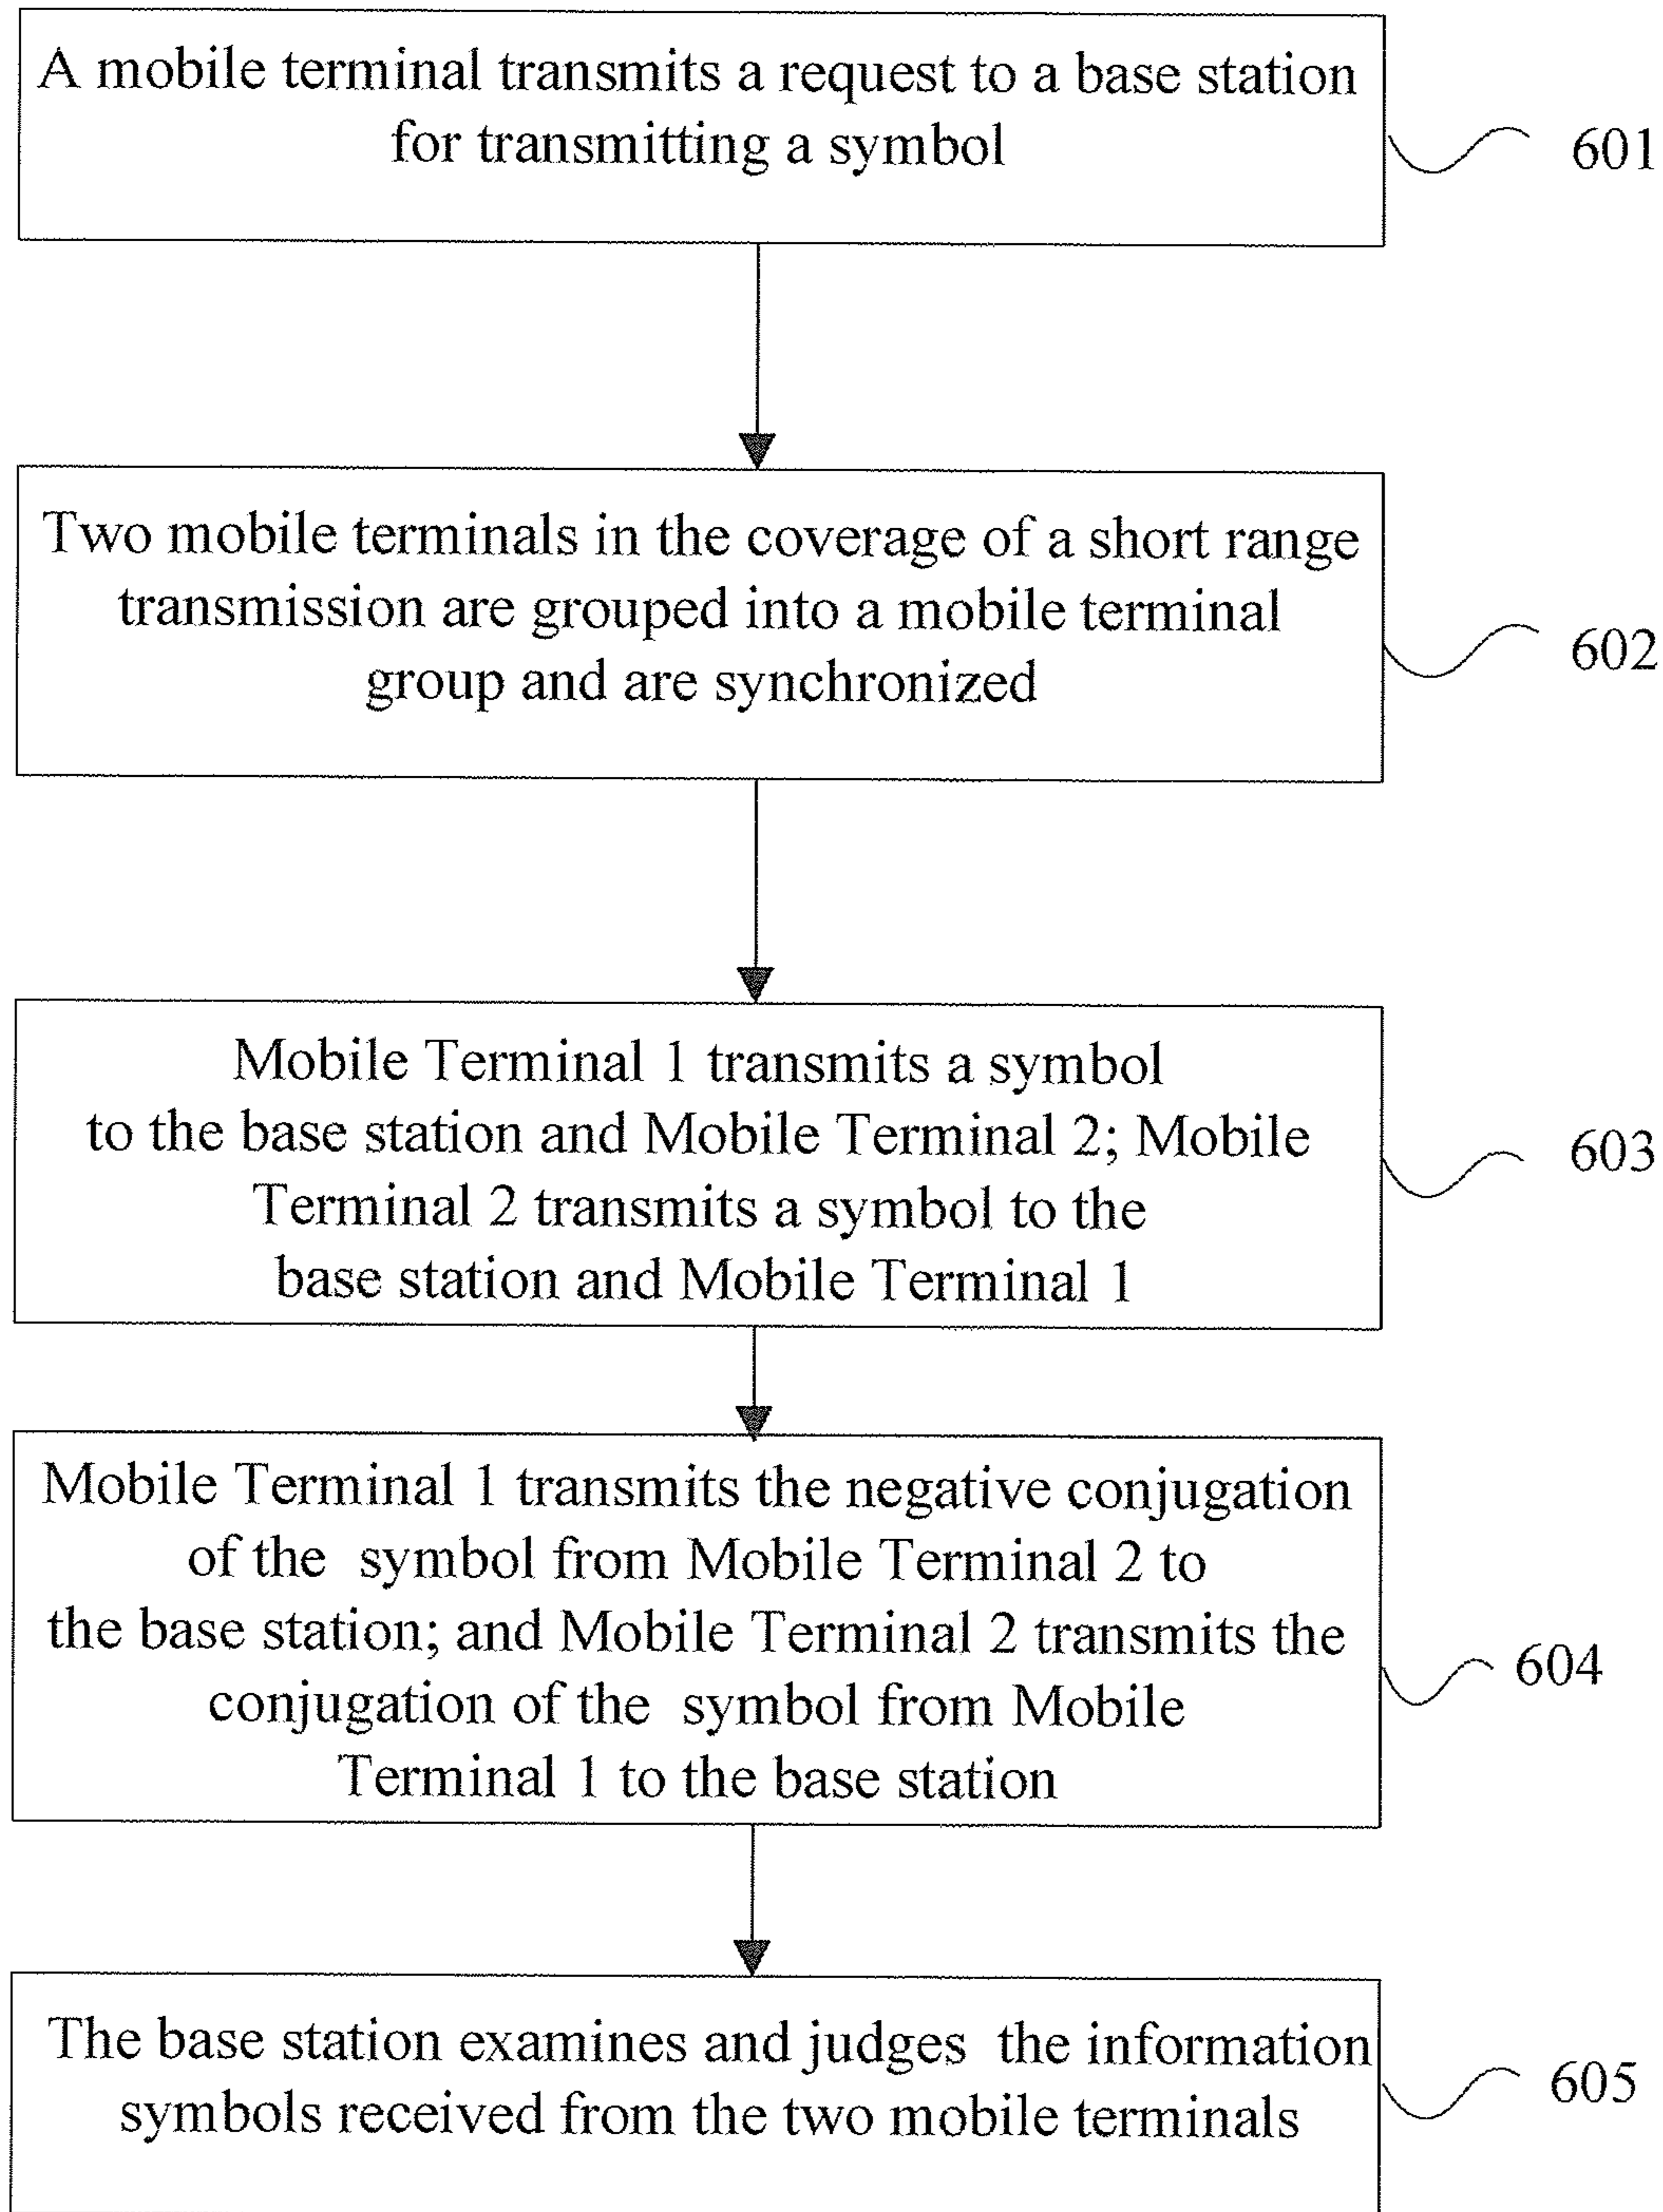 A mobile terminal transmits a request to a base station
for transmitting a symbol
601
Two mobile terminals in the coverage of a short range
transmission are grouped into a mobile terminal
group and are synchronized
602
Mobile Terminal 1 transmits a symbol
to the base station and Mobile Terminal 2; Mobile
Terminal 2 transmits a symbol to the
base station and Mobile Terminal 1
603
Mobile Terminal 1 transmits the negative conjugation
of the symbol from Mobile Terminal 2 to
the base station; and Mobile Terminal 2 transmits the
conjugation of the symbol from Mobile
Terminal 1 to the base station
604
The base station examines and judges the information
symbols received from the two mobile terminals
605